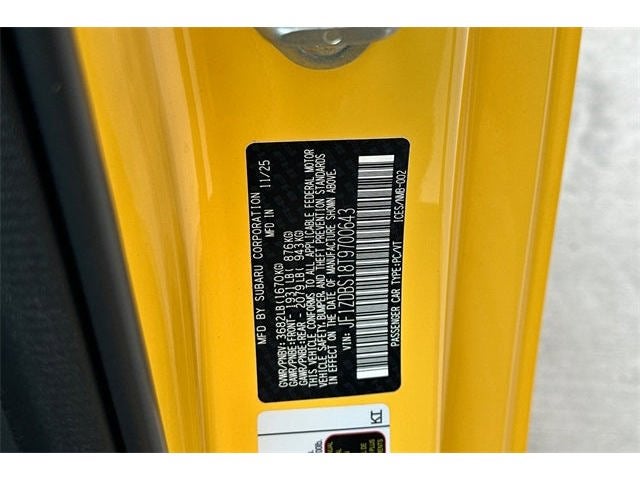 MFD BY SUBARU CORPORATION
MFD IN 11/25
GVWR/PNBV: 3682LB(1670KG)
GAWR/PNBE:FRONT- 1931LB( 876KG)
GAWR/PNBE:REAR - 2079LB( 943KG)
THIS VEHICLE CONFORMS TO ALL APPLICABLE FEDERAL MOTOR
VEHICLE SAFETY, BUMPER, AND THEFT PREVENTION STANDARDS
IN EFFECT ON THE DATE OF MANUFACTURE SHOWN ABOVE.
VIN: JF1ZDBS18T9700643
PASSENGER CAR TYPE:PC/VT ICES/NMB-002